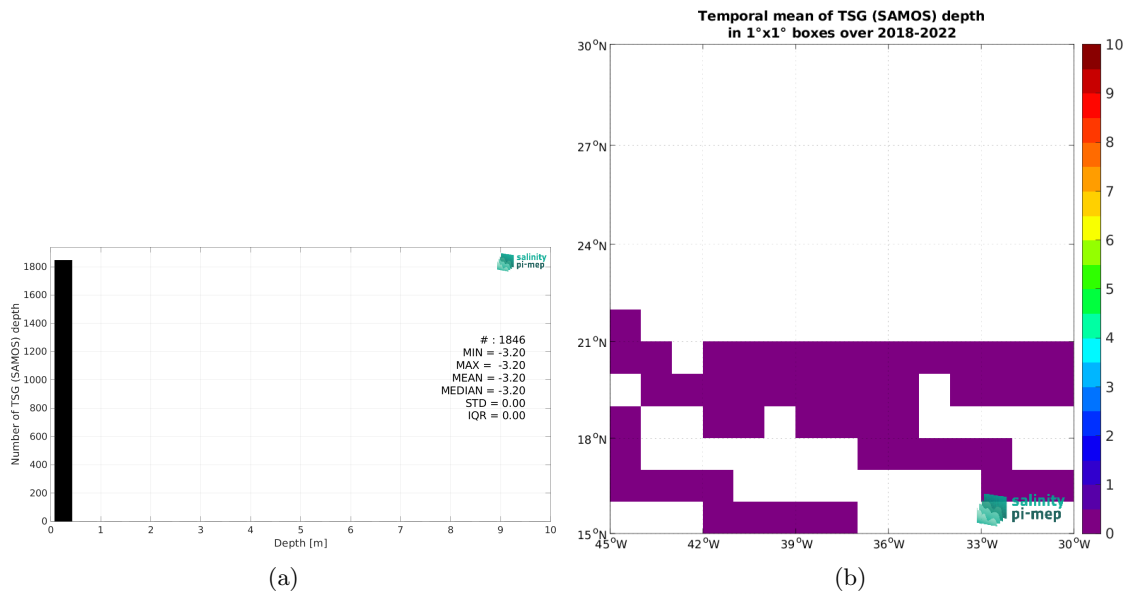 Number of TSG (SAMOS) depth
1800
1600
1400
1200
1000
800
600
400
200
0
salinity
pi-mep
# : 1846
MIN = -3.20
MAX = -3.20
MEAN = -3.20
MEDIAN = -3.20
STD = 0.00
IQR = 0.00
0 1 2 3 4 5 6 7 8 9 10
Depth [m]
(a)
Temporal mean of TSG (SAMOS) depth
in 1°x1° boxes over 2018-2022
30°N
27°N
24°N
21°N
18°N
15°N
45°W 42°W 39°W 36°W 33°W 30°W
salinity
pi-mep
10
9
8
7
6
5
4
3
2
1
0
(b)